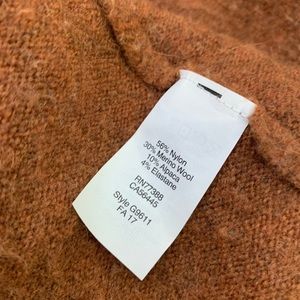 56% Nylon
30% Merino Wool
10% Alpaca
4% Elastane
RN77388
CA56445
Style G9611
FA 17